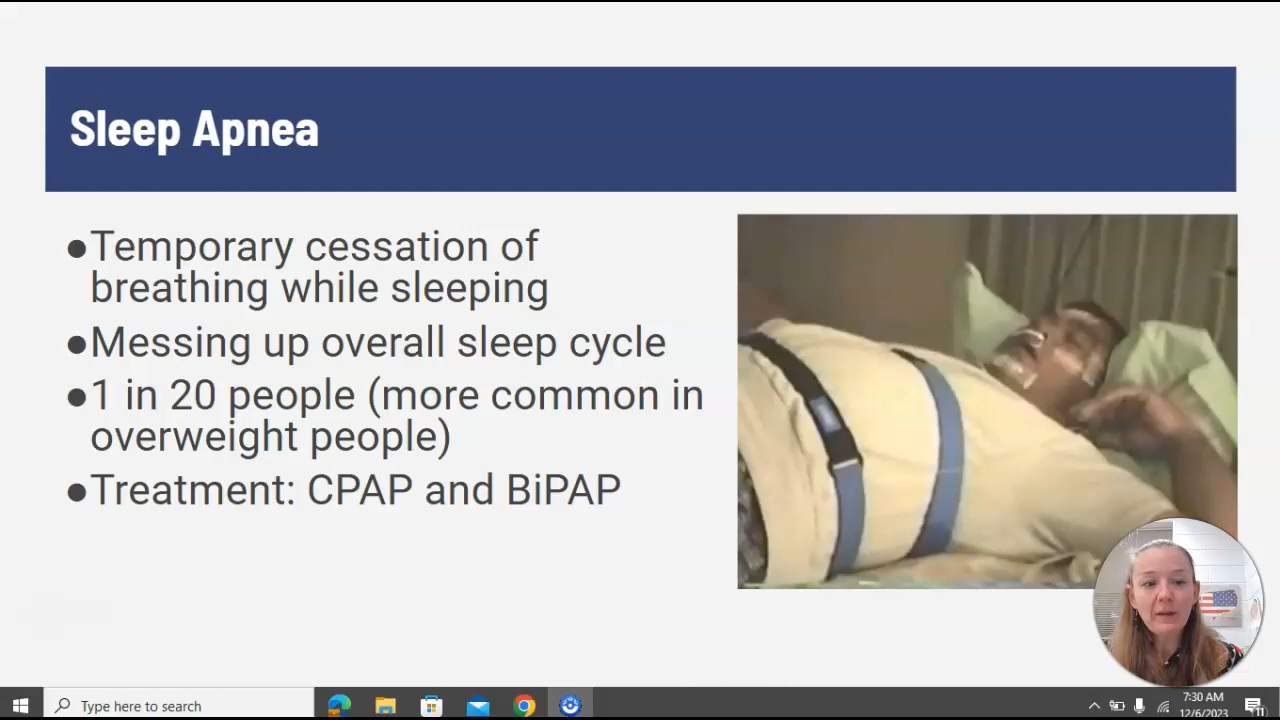 Sleep Apnea
●Temporary cessation of
breathing while sleeping
●Messing up overall sleep cycle
●1 in 20 people (more common in
overweight people)
●Treatment: CPAP and BiPAP
Type here to search
7:30 AM
12/6/2023
11